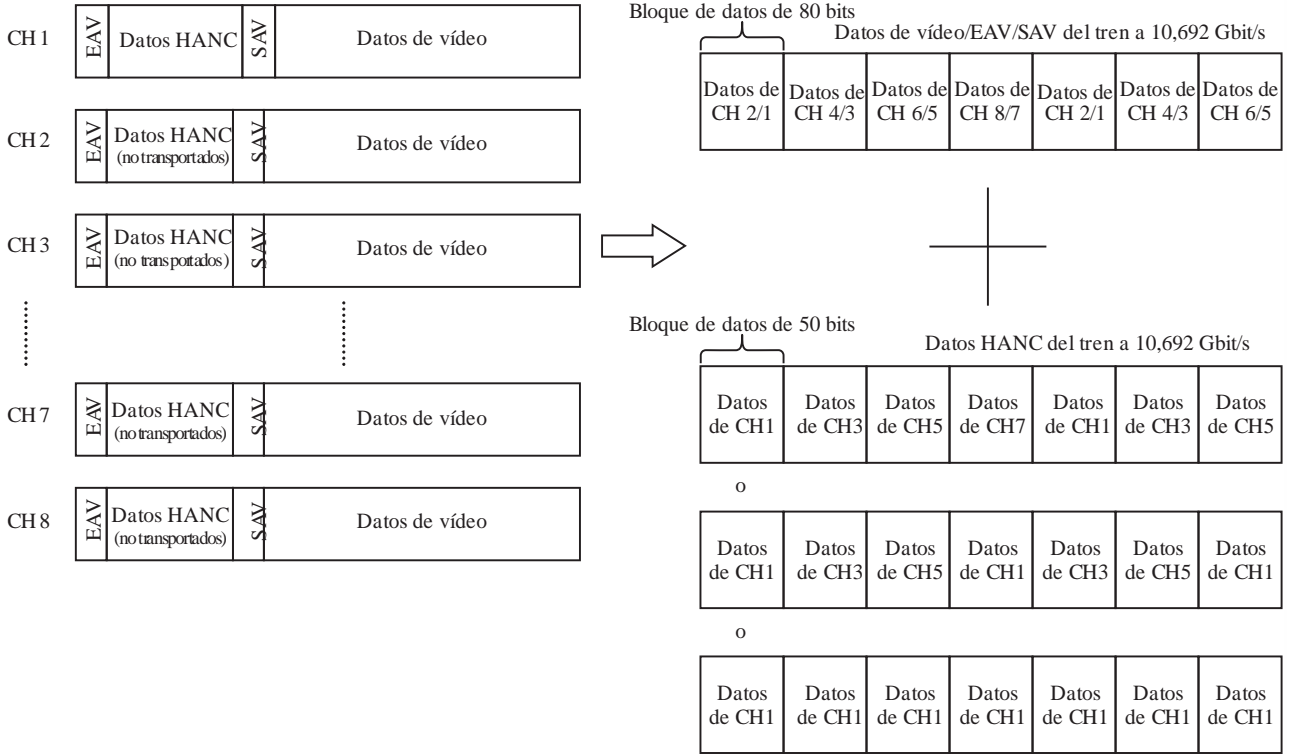 CH 1
EAV
Datos HANC
SAV
Datos de vídeo
CH 2
EAV
Datos HANC
(no transportados)
SAV
Datos de vídeo
CH 3
EAV
Datos HANC
(no transportados)
SAV
Datos de vídeo
CH 7
EAV
Datos HANC
(no transportados)
SAV
Datos de vídeo
CH 8
EAV
Datos HANC
(no transportados)
SAV
Datos de vídeo
Bloque de datos de 80 bits
Datos de vídeo/EAV/SAV del tren a 10,692 Gbit/s
Datos de
CH 2/1
Datos de
CH 4/3
Datos de
CH 6/5
Datos de
CH 8/7
Datos de
CH 2/1
Datos de
CH 4/3
Datos de
CH 6/5
Bloque de datos de 50 bits
Datos HANC del tren a 10,692 Gbit/s
Datos
de CH1
Datos
de CH3
Datos
de CH5
Datos
de CH7
Datos
de CH1
Datos
de CH3
Datos
de CH5
o
Datos
de CH1
Datos
de CH3
Datos
de CH5
Datos
de CH1
Datos
de CH3
Datos
de CH5
Datos
de CH1
o
Datos
de CH1
Datos
de CH1
Datos
de CH1
Datos
de CH1
Datos
de CH1
Datos
de CH1
Datos
de CH1